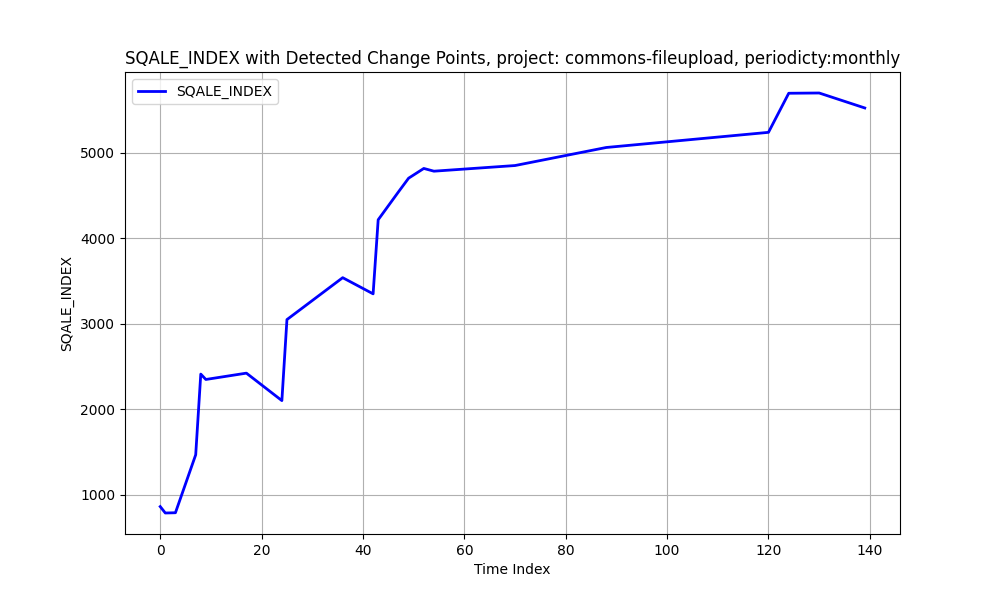 SQALE_INDEX with Detected Change Points, project: commons-fileupload, periodicty:monthly
SQALE_INDEX
5000
4000
3000
2000
1000
SQALE_INDEX
0 20 40 60 80 100 120 140
Time Index